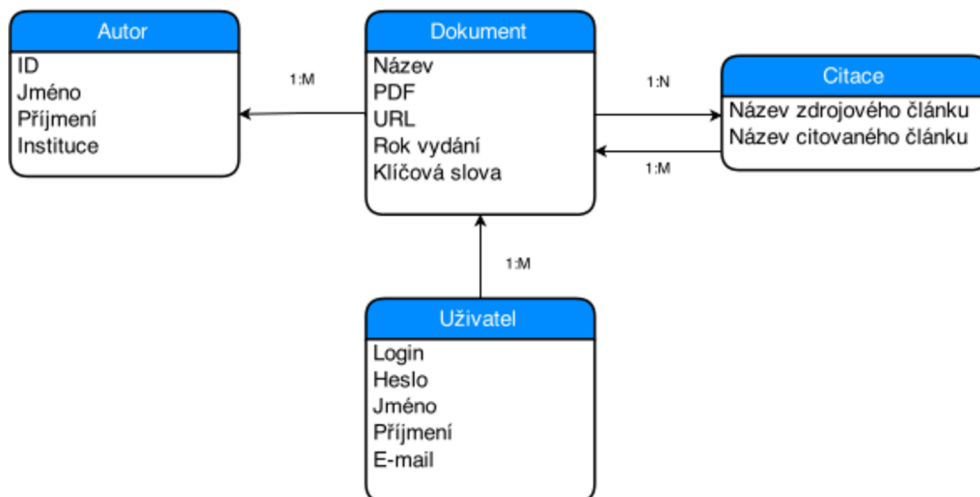 Autor
ID
Jméno
Příjmení
Instituce
1:M
Dokument
Název
PDF
URL
Rok vydání
Klíčová slova
1:N
1:M
Citace
Název zdrojového článku
Název citovaného článku
1:M
Uživatel
Login
Heslo
Jméno
Příjmení
E-mail